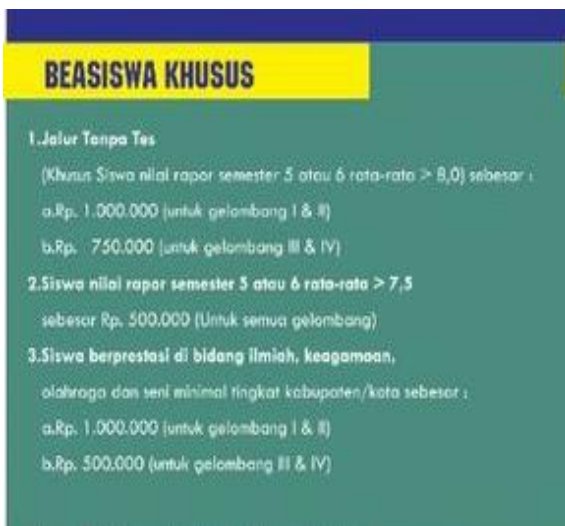 BEASISWA KHUSUS
1.Jalur Tanpa Tes
(Khusus Siswa nilai rapor semester 5 atau 6 rata-rata > 8,0) sebesar :
a.Rp. 1.000.000 (untuk gelombang I & II)
b.Rp. 750.000 (untuk gelombang III & IV)
2.Siswa nilai rapor semester 5 atau 6 rata-rata > 7,5
sebesar Rp. 500.000 (Untuk semua gelombang)
3.Siswa berprestasi di bidang ilmiah, keagamaan,
olahraga dan seni minimal tingkat kabupaten/kota sebesar :
a.Rp. 1.000.000 (untuk gelombang I & II)
b.Rp. 500.000 (untuk gelombang III & IV)